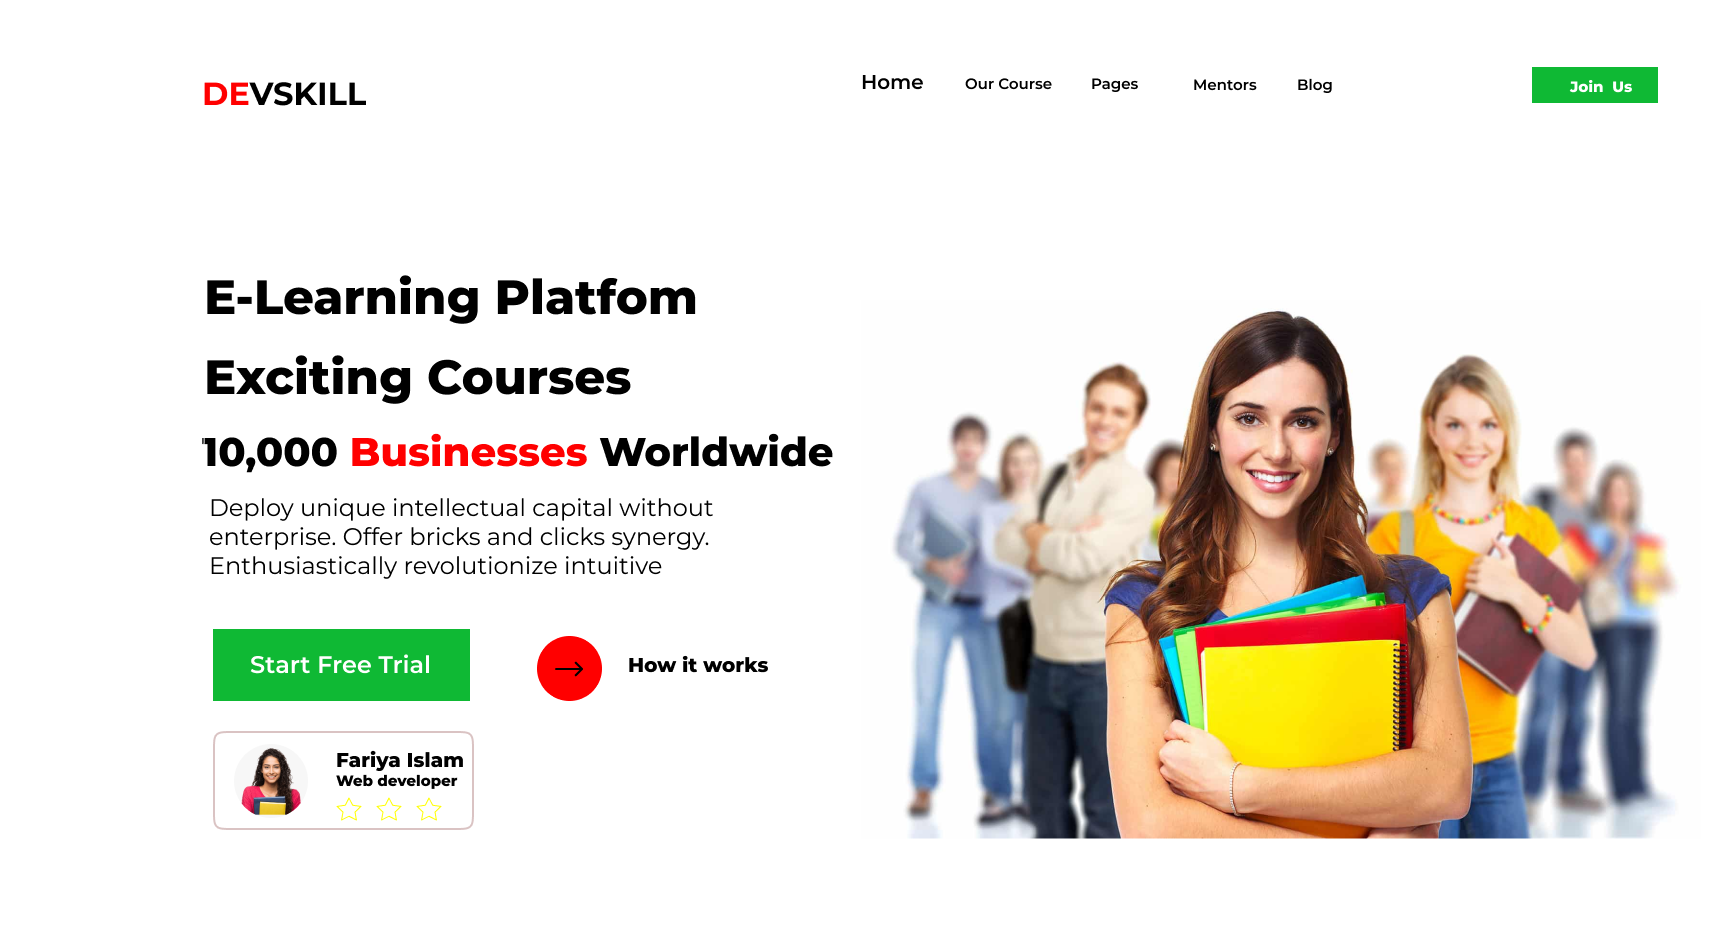 DEVSKILL
Home Our Course Pages Mentors Blog Join Us
E-Learning Platfom
Exciting Courses
10,000 Businesses Worldwide
Deploy unique intellectual capital without
enterprise. Offer bricks and clicks synergy.
Enthusiastically revolutionize intuitive
Start Free Trial
How it works
Fariya Islam
Web developer